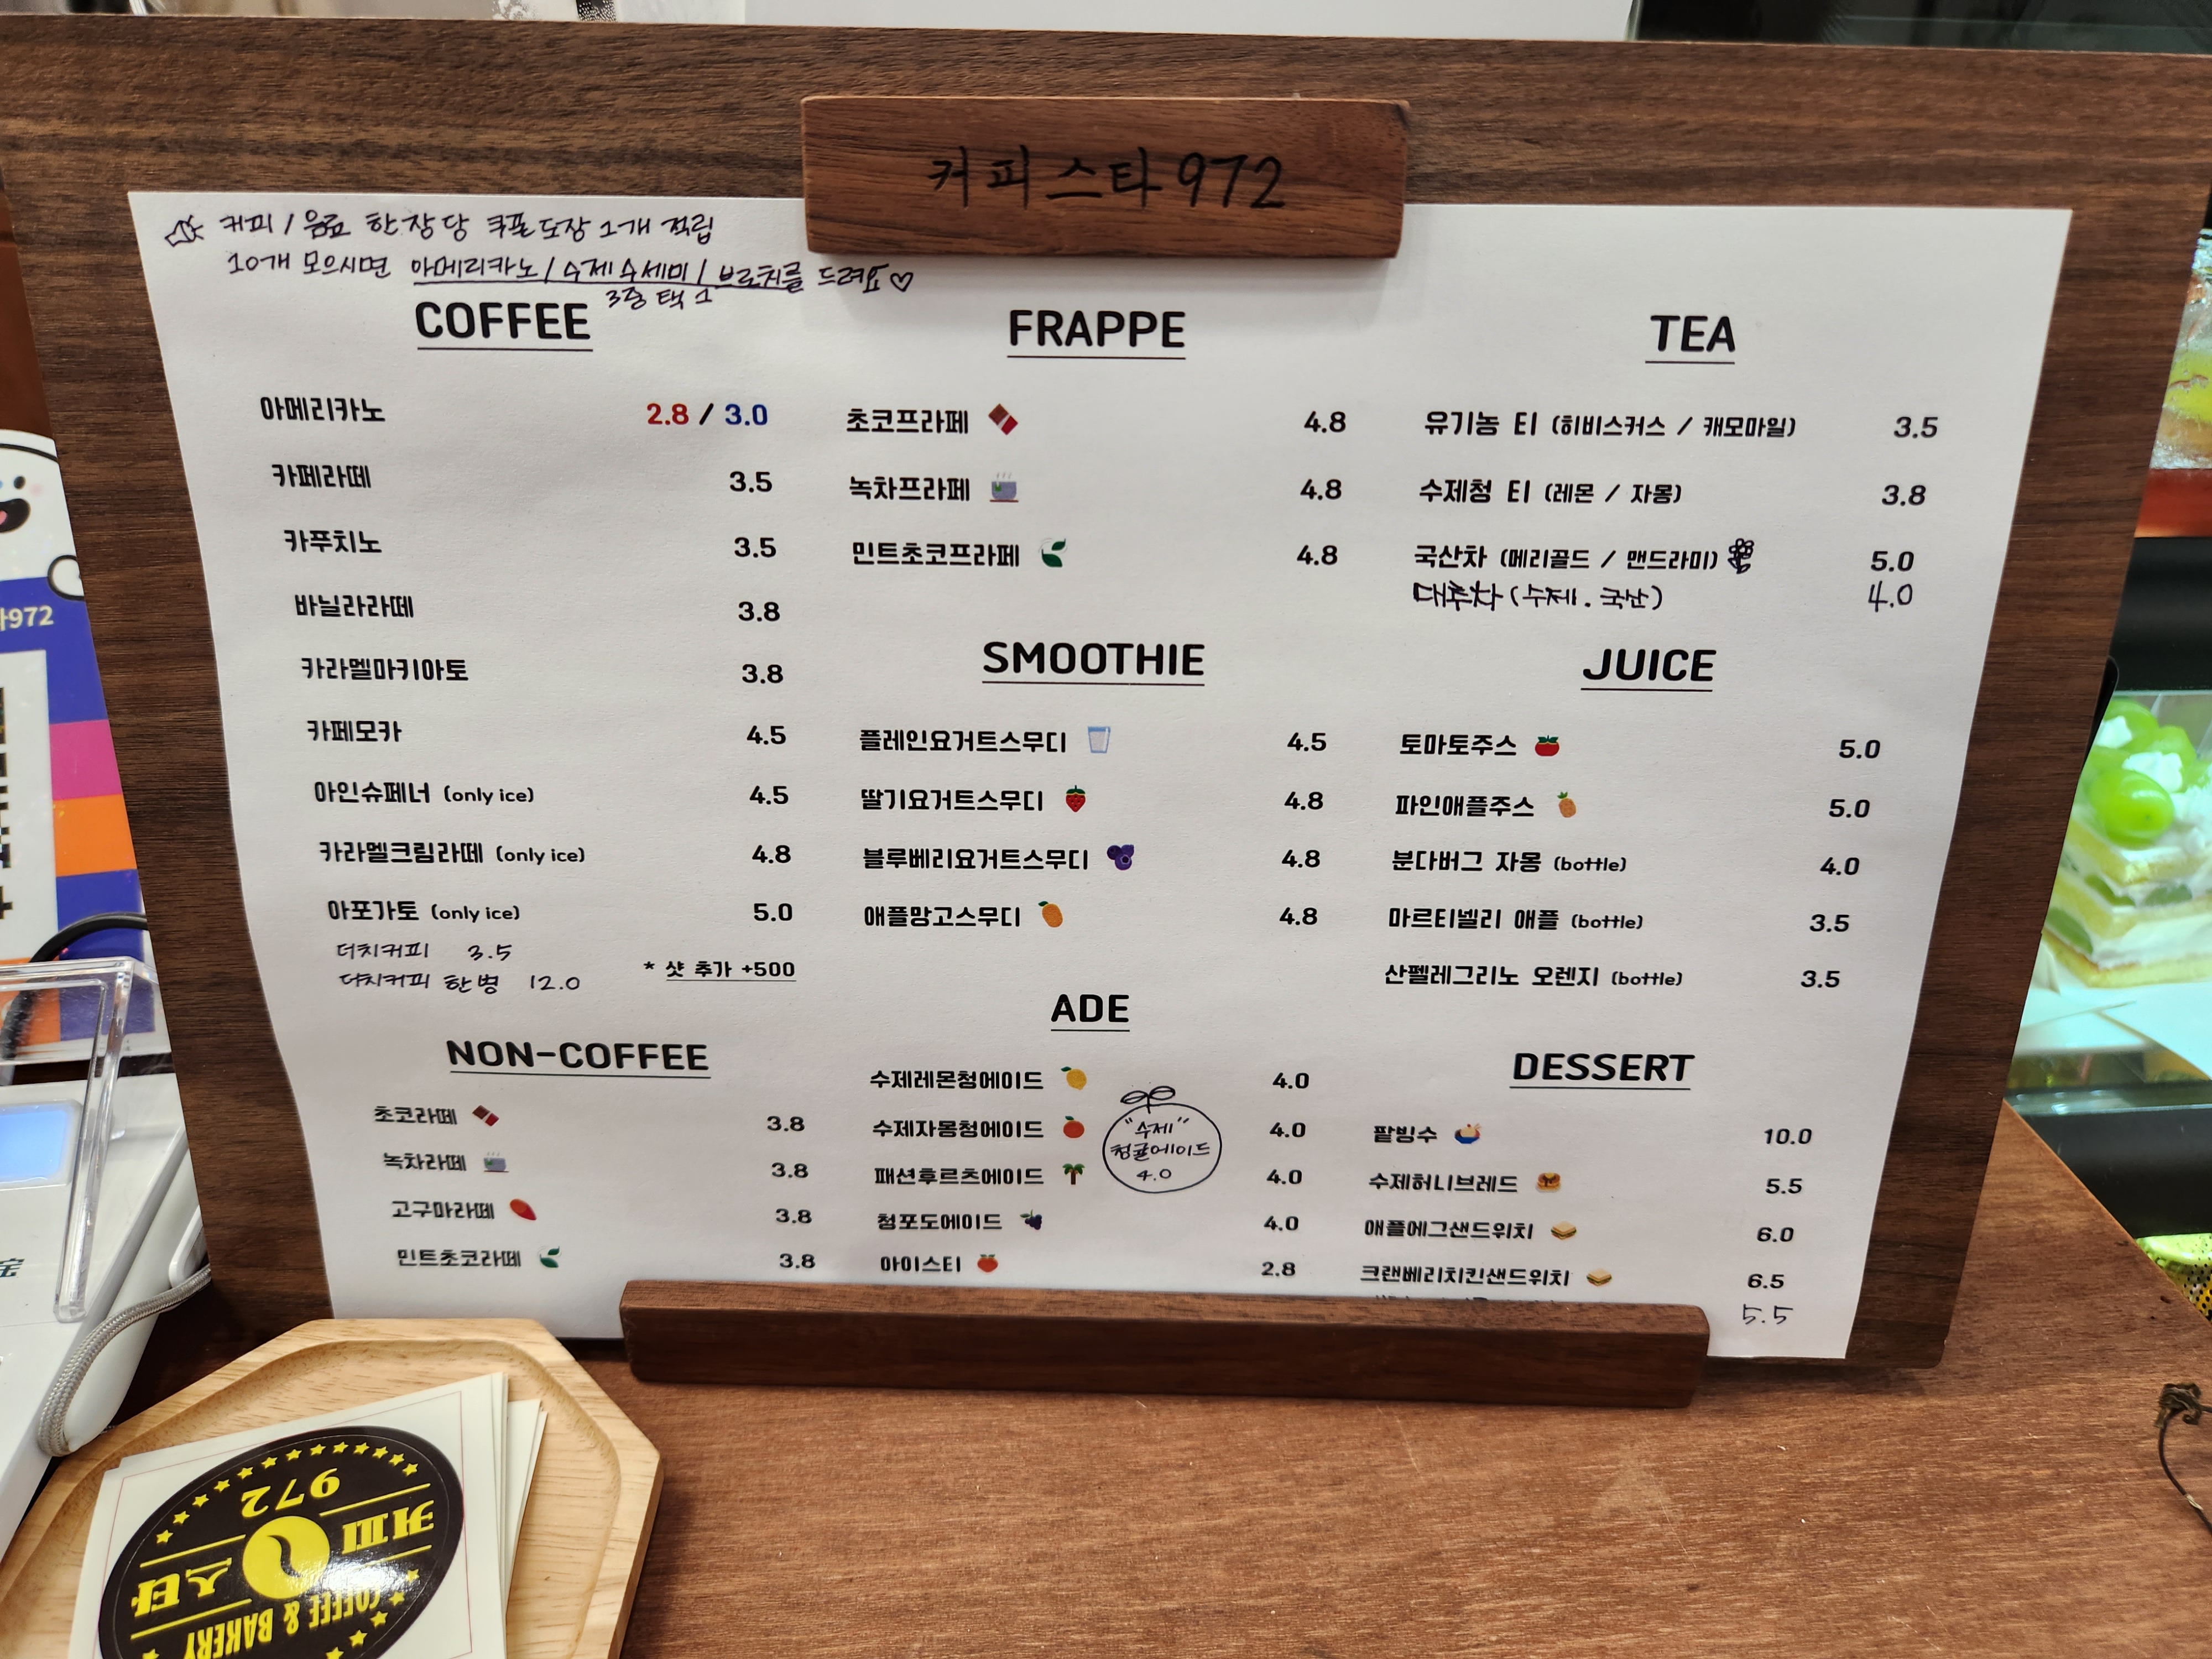 커피스타972
커피 / 음료 한잔당 쿠폰도장 1개 적립
10개 모으시면 아메리카노 / 수제수세미 / 브로치를 드려요♡
3중 택 1
COFFEE
아메리카노 2.8 / 3.0
카페라떼 3.5
카푸치노 3.5
바닐라라떼 3.8
카라멜마키아토 3.8
카페모카 4.5
아인슈페너 (only ice) 4.5
카라멜크림라떼 (only ice) 4.8
아포가토 (only ice) 5.0
더치커피 3.5
더치커피 한병 12.0
* 샷 추가 +500
NON-COFFEE
초코라떼 3.8
녹차라떼 3.8
고구마라떼 3.8
민트초코라떼 3.8
FRAPPE
초코프라페 4.8
녹차프라페 4.8
민트초코프라페 4.8
SMOOTHIE
플레인요거트스무디 4.5
딸기요거트스무디 4.8
블루베리요거트스무디 4.8
애플망고스무디 4.8
ADE
수제레몬청에이드 4.0
수제자몽청에이드 4.0
패션후르츠에이드 4.0
청포도에이드 4.0
아이스티 2.8
"수제"
청귤에이드
4.0
TEA
유기농 티 (히비스커스 / 캐모마일) 3.5
수제청 티 (레몬 / 자몽) 3.8
국산차 (메리골드 / 맨드라미) 5.0
대추차 (수제. 국산) 4.0
JUICE
토마토주스 5.0
파인애플주스 5.0
분다버그 자몽 (bottle) 4.0
마르티넬리 애플 (bottle) 3.5
산펠레그리노 오렌지 (bottle) 3.5
DESSERT
팥빙수 10.0
수제허니브레드 5.5
애플에그샌드위치 6.0
크랜베리치킨샌드위치 6.5
5.5
972
커피
스타
COFFEE & BAKERY
972